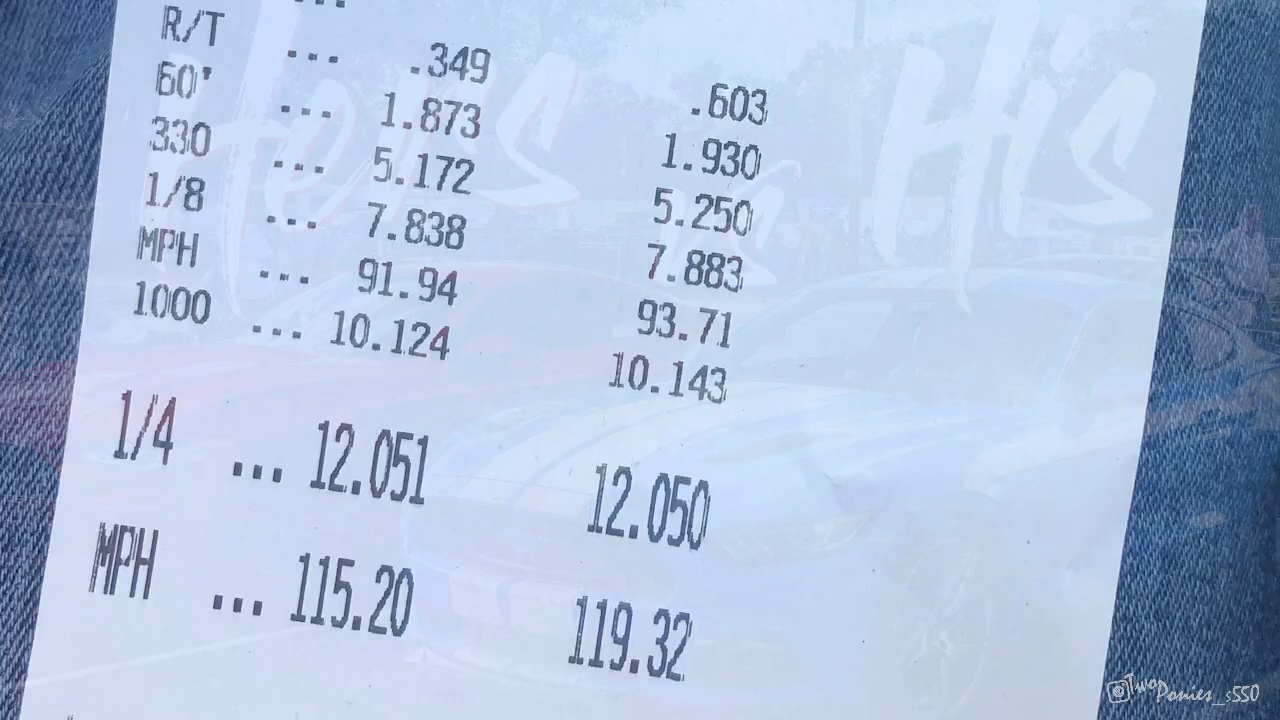 R/T ... .349 .603
60' ... 1.873 1.930
330 ... 5.172 5.250
1/8 ... 7.838 7.883
MPH ... 91.94 93.71
1000 ... 10.124 10.143
1/4 ... 12.051 12.050
MPH ... 115.20 119.32
Hers vs His
TwoPonies_s550